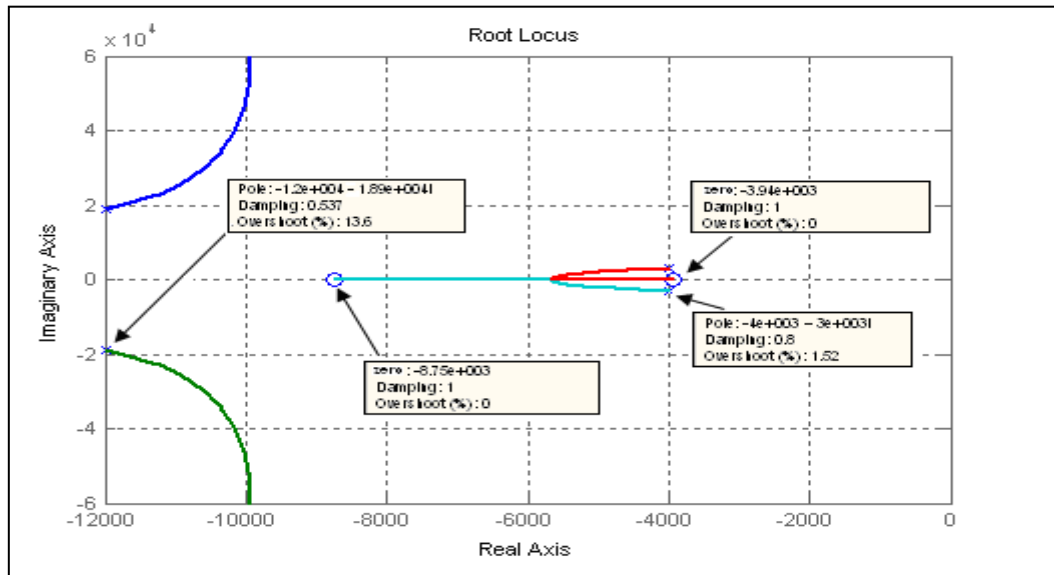 Root Locus
× 10⁴
6
4
2
0
-2
-4
-6
Imaginary Axis
Pole: -1.2e+004 - 1.89e+004i
Damping: 0.537
Overshoot (%): 13.6
zero: -3.94e+003
Damping: 1
Overshoot (%): 0
Pole: -4e+003 - 3e+003i
Damping: 0.8
Overshoot (%): 1.52
zero: -8.75e+003
Damping: 1
Overshoot (%): 0
-12000 -10000 -8000 -6000 -4000 -2000 0
Real Axis